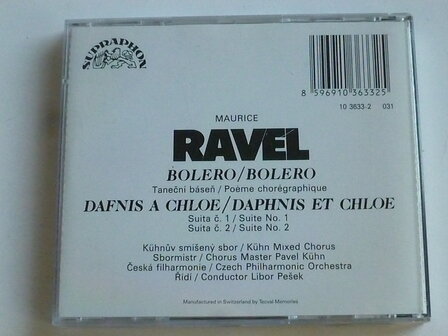 SUPRAPHON
8 596910 363325
10 3633-2 031
MAURICE
RAVEL
BOLERO/BOLERO
Taneční báseň / Poème chorégraphique
DAFNIS A CHLOE/DAPHNIS ET CHLOE
Suita č. 1 / Suite No. 1
Suita č. 2 / Suite No. 2
Kühnův smíšený sbor / Kühn Mixed Chorus
Sbormistr / Chorus Master Pavel Kühn
Česká filharmonie / Czech Philharmonic Orchestra
Řídí / Conductor Libor Pešek
Manufactured in Switzerland by Tecval Memories